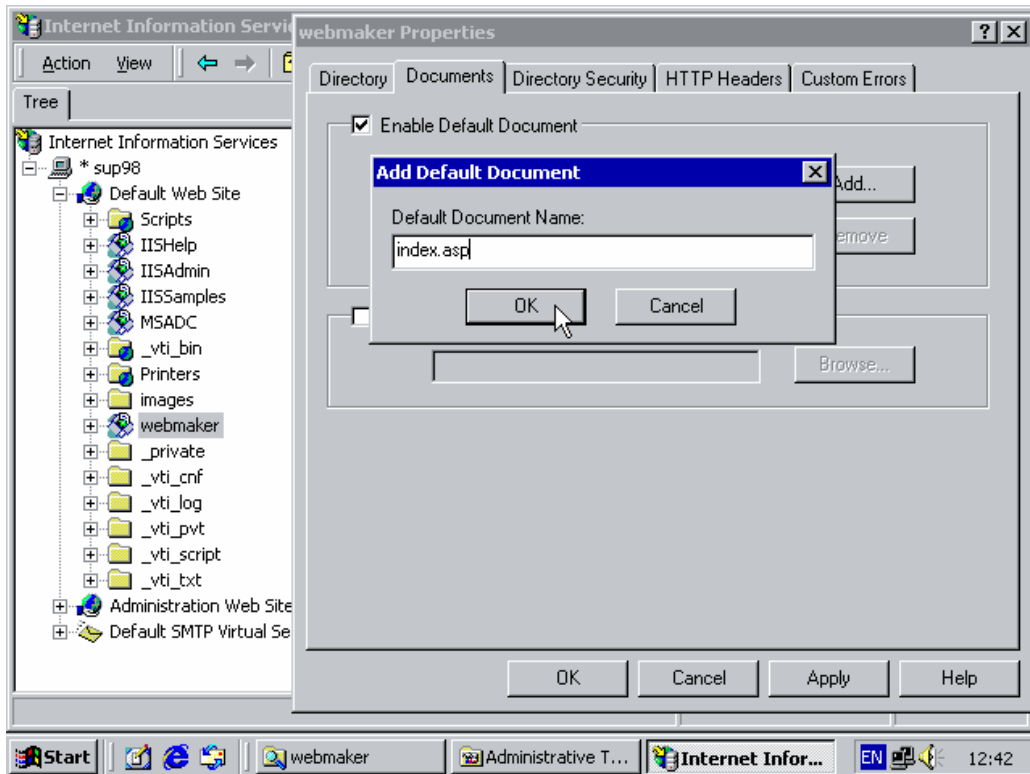 Internet Information Servi
Action View
Tree
Internet Information Services
* sup98
Default Web Site
Scripts
IISHelp
IISAdmin
IISSamples
MSADC
_vti_bin
Printers
images
webmaker
_private
_vti_cnf
_vti_log
_vti_pvt
_vti_script
_vti_txt
Administration Web Site
Default SMTP Virtual Se
webmaker Properties
Directory Documents Directory Security HTTP Headers Custom Errors
Enable Default Document
Add...
emove
Add Default Document
Default Document Name:
index.asp
OK Cancel
Browse...
OK Cancel Apply Help
Start webmaker Administrative T... Internet Infor... EN 12:42